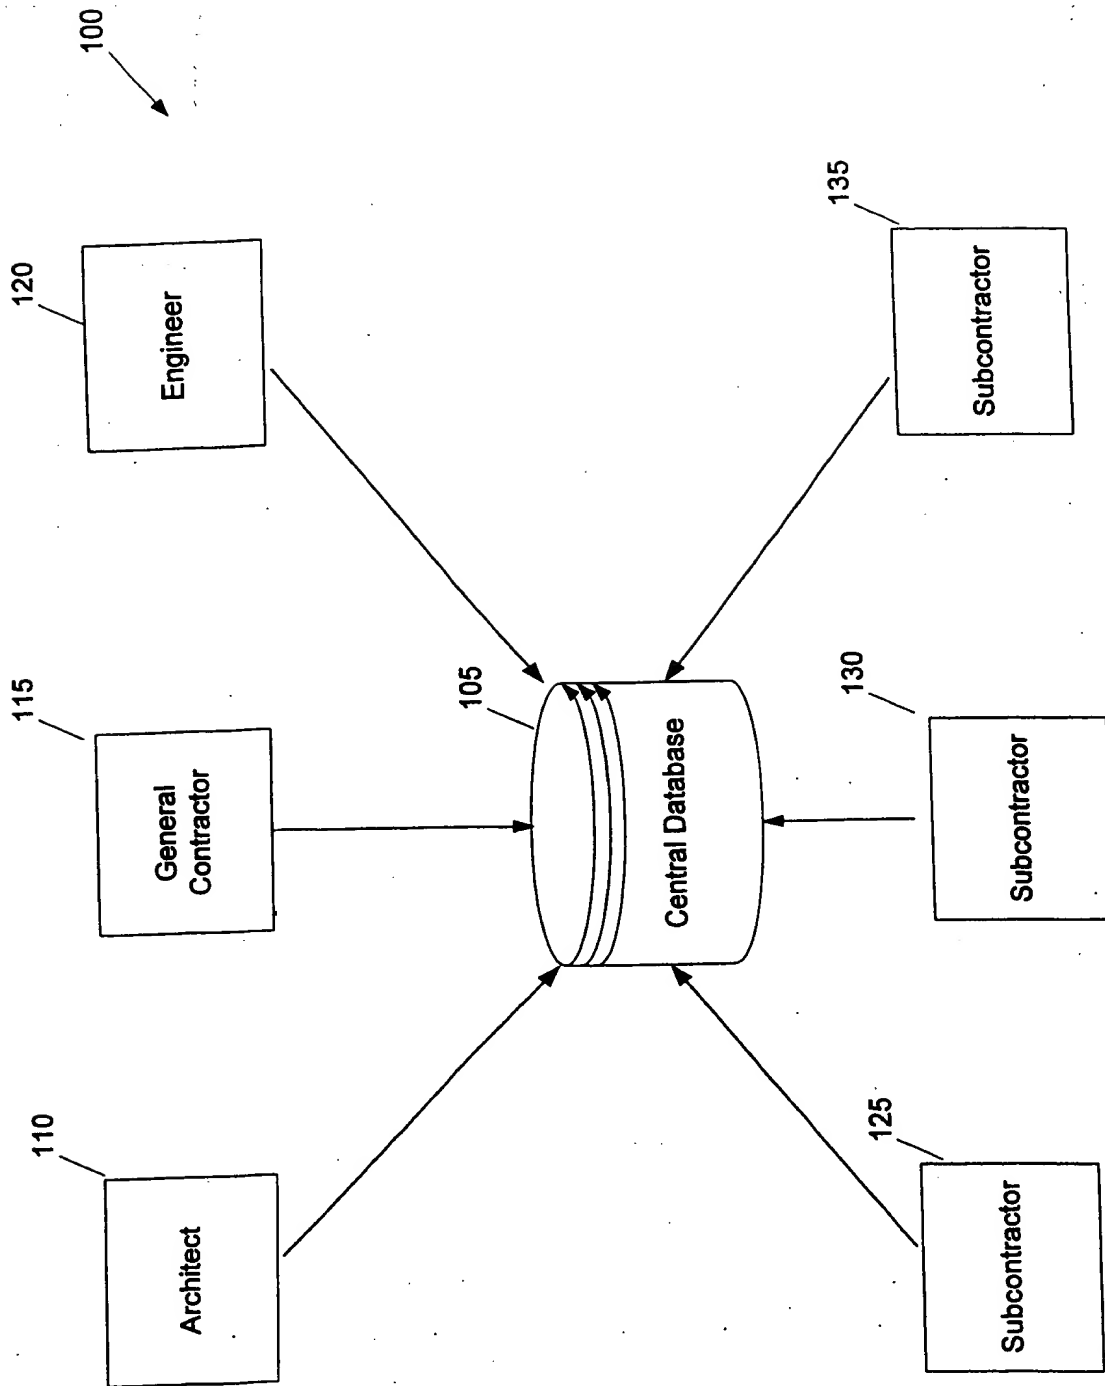 100
110
115
120
Architect
General
Contractor
Engineer
105
Central Database
125
130
135
Subcontractor
Subcontractor
Subcontractor